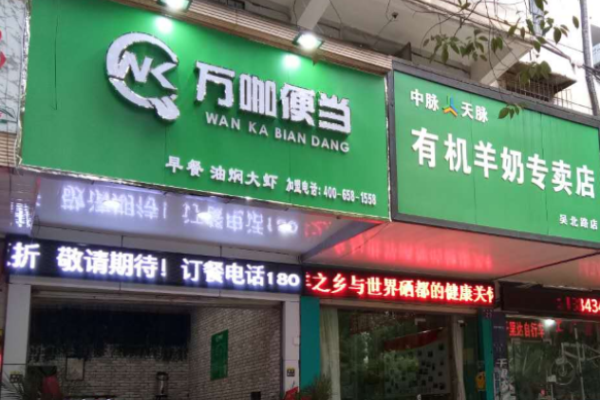 WK
万咖便当
WAN KA BIAN DANG
早餐 油焖大虾 加盟电话:400-658-1558
折 敬请期待! 订餐电话180
中脉 天脉
有机羊奶专卖店
吴北路店
之乡与世界硒都的健康关